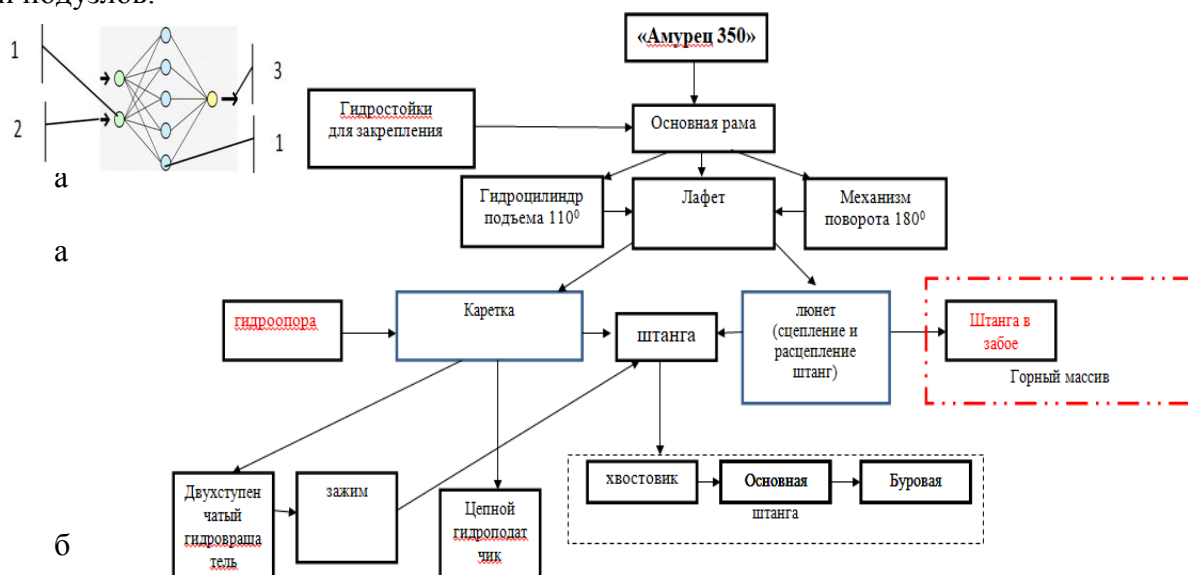 и подузлов.
1
2
3
1
а
а
«Амурец 350»
Гидростойки
для закрепления
Основная рама
Гидроцилиндр
подъема 110⁰
Лафет
Механизм
поворота 180⁰
гидроопора
Каретка
штанга
люнет
(сцепление и
расцепление
штанг)
Штанга в
забое
Горный массив
Двухступен
чатый
гидровраща
тель
зажим
Цепной
гидроподат
чик
хвостовик
Основная
Буровая
штанга
б